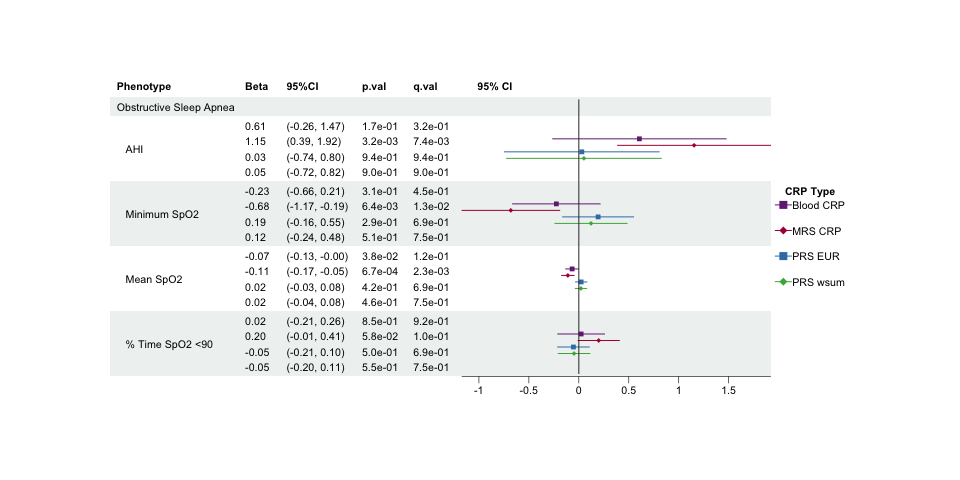 Phenotype Beta 95%CI p.val q.val 95% CI
Obstructive Sleep Apnea
0.61 (-0.26, 1.47) 1.7e-01 3.2e-01
1.15 (0.39, 1.92) 3.2e-03 7.4e-03
AHI
0.03 (-0.74, 0.80) 9.4e-01 9.4e-01
0.05 (-0.72, 0.82) 9.0e-01 9.0e-01
-0.23 (-0.66, 0.21) 3.1e-01 4.5e-01
-0.68 (-1.17, -0.19) 6.4e-03 1.3e-02
Minimum SpO2
0.19 (-0.16, 0.55) 2.9e-01 6.9e-01
0.12 (-0.24, 0.48) 5.1e-01 7.5e-01
-0.07 (-0.13, -0.00) 3.8e-02 1.2e-01
-0.11 (-0.17, -0.05) 6.7e-04 2.3e-03
Mean SpO2
0.02 (-0.03, 0.08) 4.2e-01 6.9e-01
0.02 (-0.04, 0.08) 4.6e-01 7.5e-01
0.02 (-0.21, 0.26) 8.5e-01 9.2e-01
0.20 (-0.01, 0.41) 5.8e-02 1.0e-01
% Time SpO2 <90
-0.05 (-0.21, 0.10) 5.0e-01 6.9e-01
-0.05 (-0.20, 0.11) 5.5e-01 7.5e-01
-1 -0.5 0 0.5 1 1.5
CRP Type
Blood CRP
MRS CRP
PRS EUR
PRS wsum